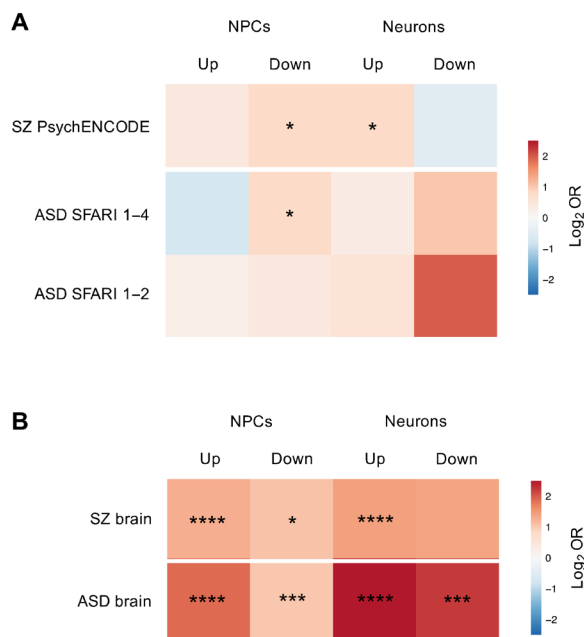 A
NPCs Neurons
Up Down Up Down
SZ PsychENCODE * *
ASD SFARI 1–4 *
ASD SFARI 1–2
2
1
0
−1
−2
Log2 OR
B
NPCs Neurons
Up Down Up Down
SZ brain **** * ****
ASD brain **** *** **** ***
2
1
0
−1
−2
Log2 OR